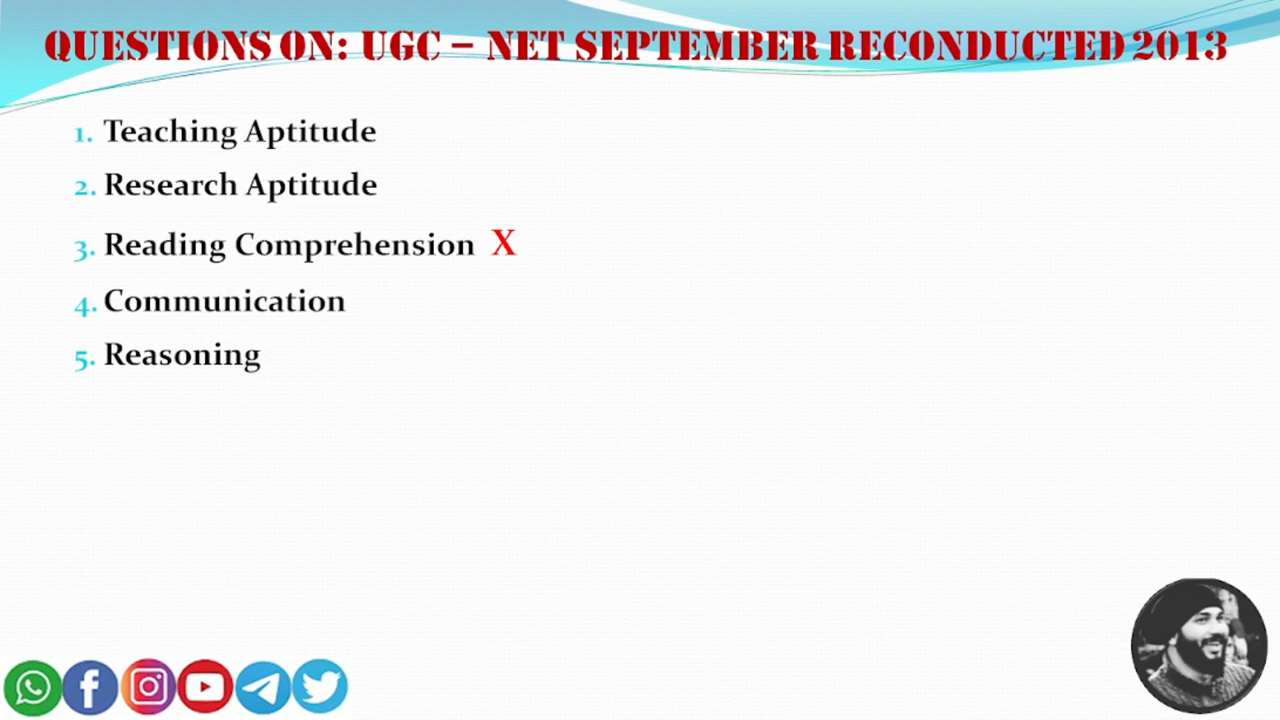 QUESTIONS ON: UGC – NET SEPTEMBER RECONDUCTED 2013
1. Teaching Aptitude
2. Research Aptitude
3. Reading Comprehension X
4. Communication
5. Reasoning